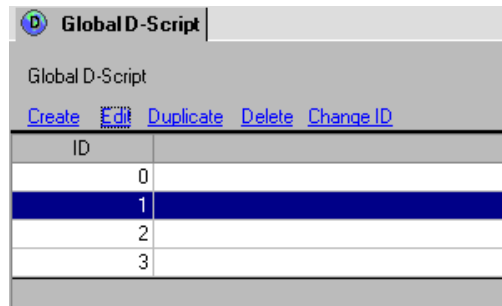 D Global D-Script
Global D-Script
Create Edit Duplicate Delete Change ID
ID
0
1
2
3